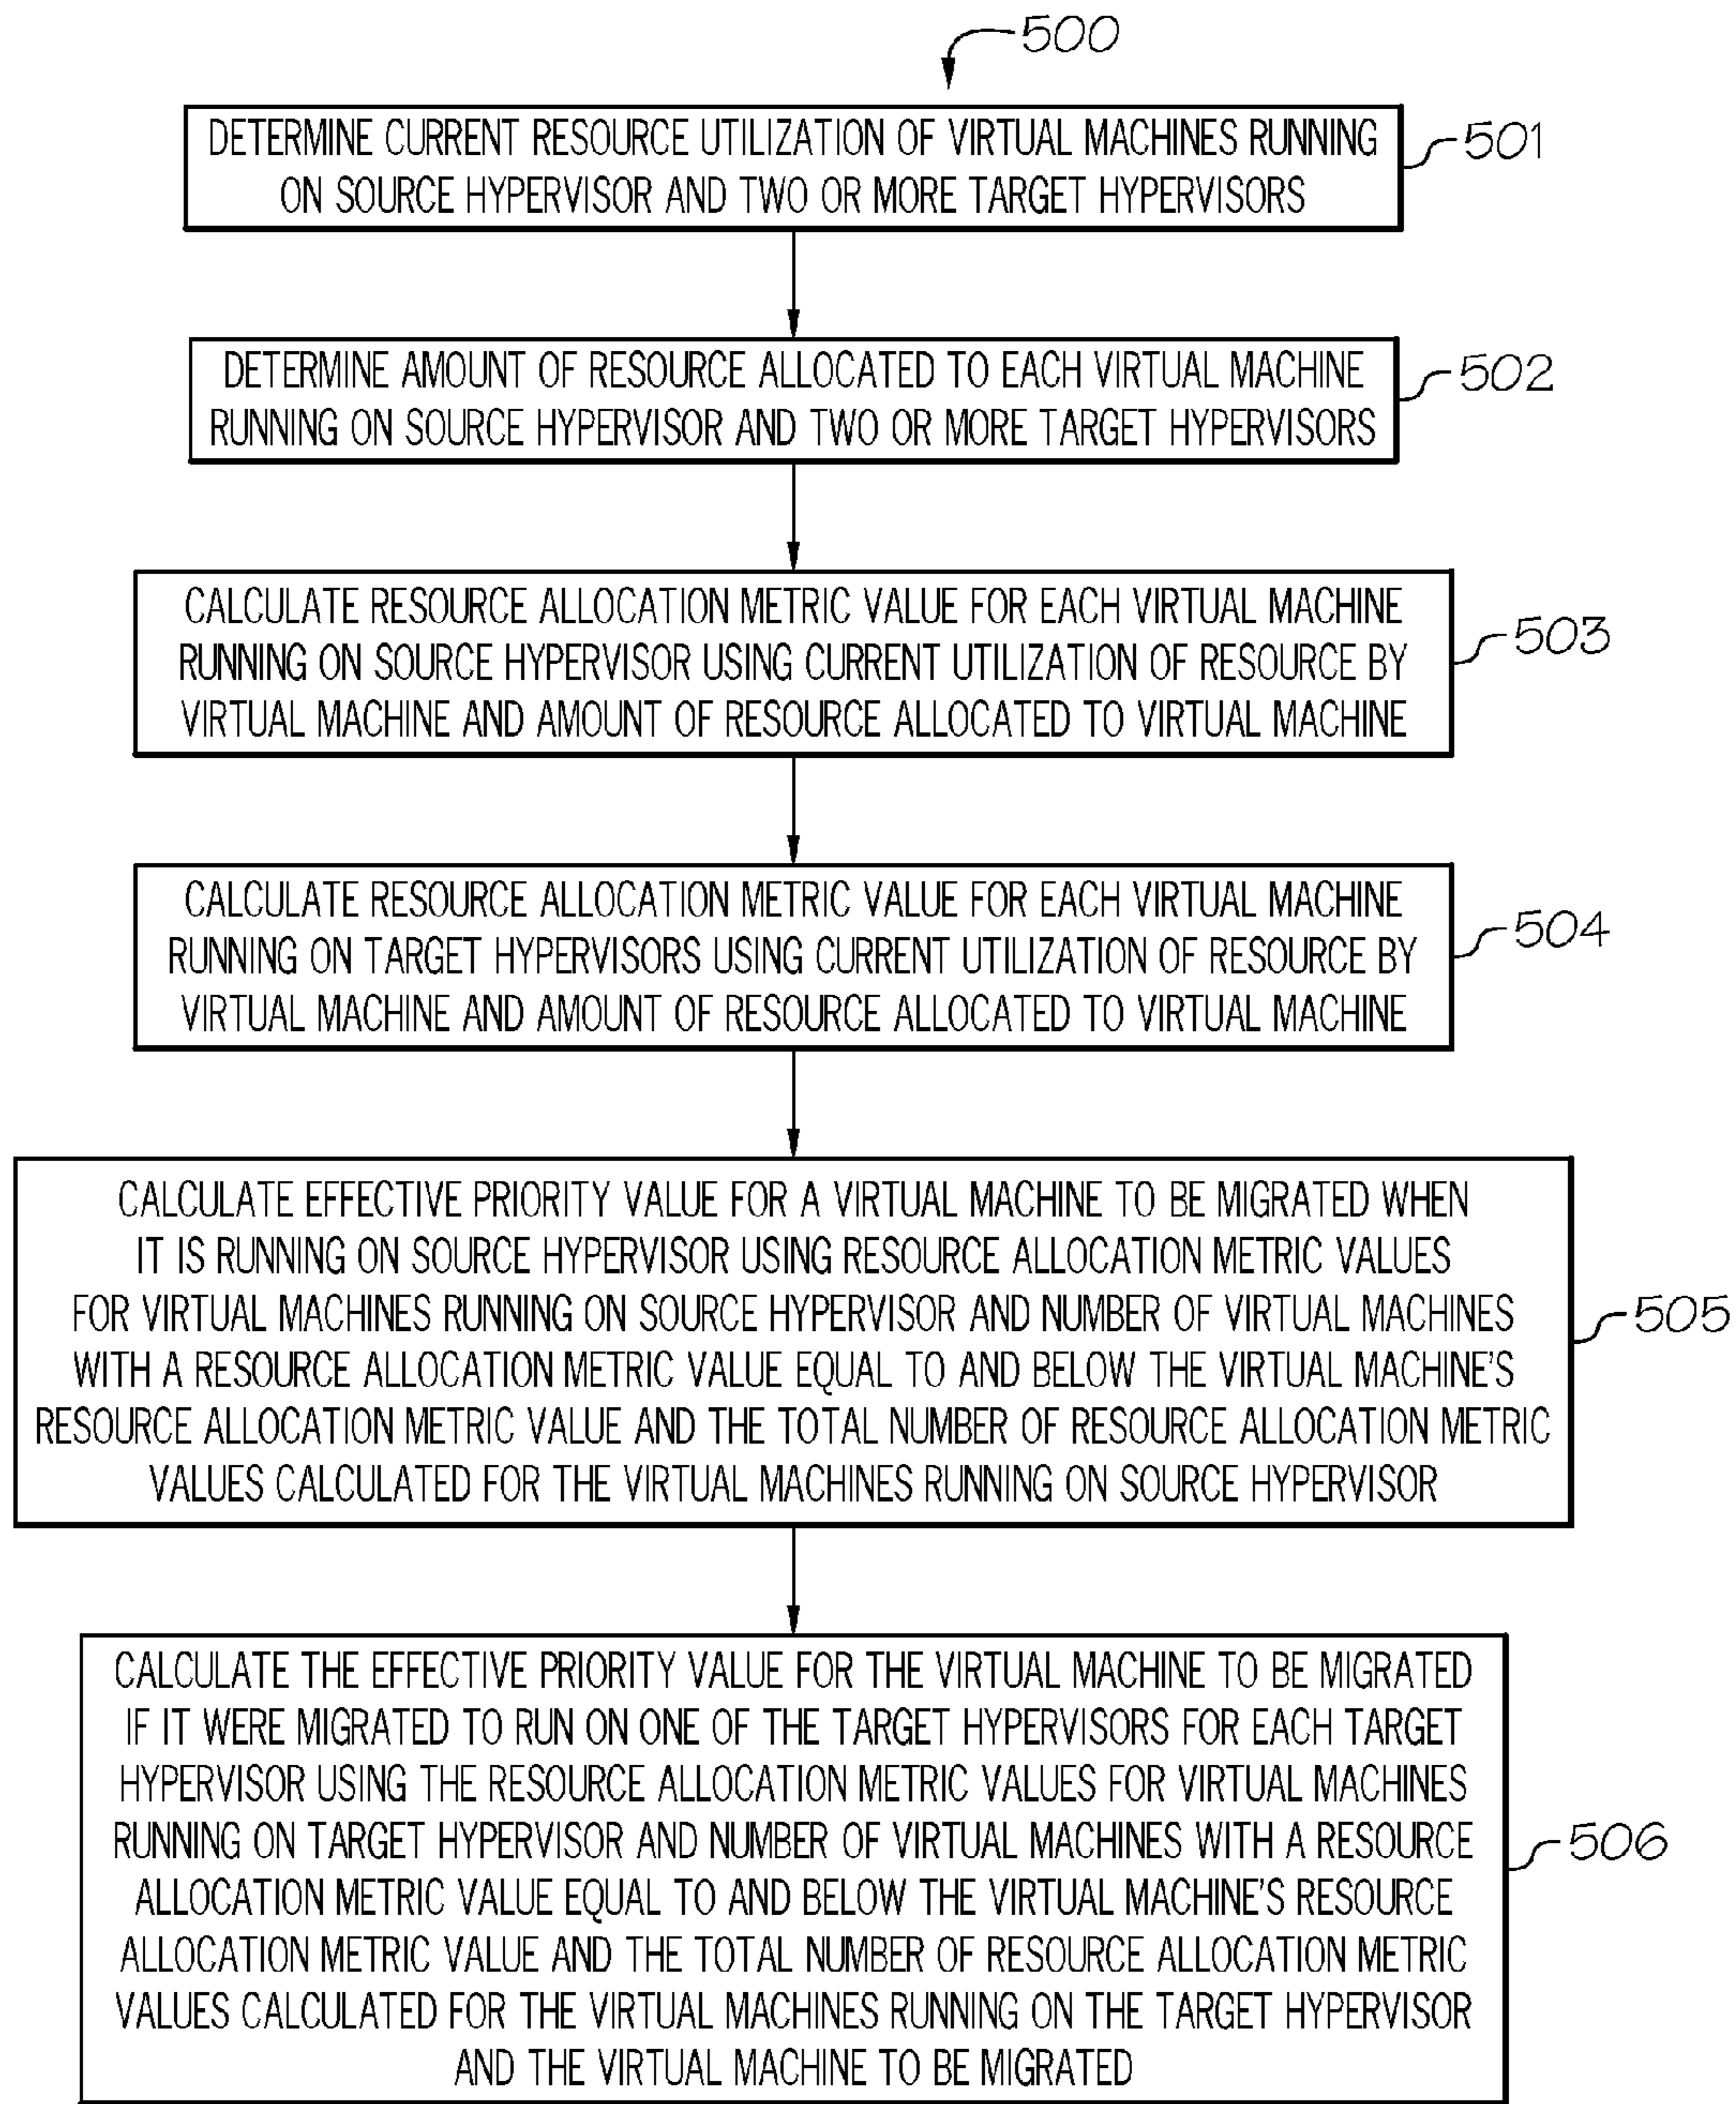 500
DETERMINE CURRENT RESOURCE UTILIZATION OF VIRTUAL MACHINES RUNNING
ON SOURCE HYPERVISOR AND TWO OR MORE TARGET HYPERVISORS
501
DETERMINE AMOUNT OF RESOURCE ALLOCATED TO EACH VIRTUAL MACHINE
RUNNING ON SOURCE HYPERVISOR AND TWO OR MORE TARGET HYPERVISORS
502
CALCULATE RESOURCE ALLOCATION METRIC VALUE FOR EACH VIRTUAL MACHINE
RUNNING ON SOURCE HYPERVISOR USING CURRENT UTILIZATION OF RESOURCE BY
VIRTUAL MACHINE AND AMOUNT OF RESOURCE ALLOCATED TO VIRTUAL MACHINE
503
CALCULATE RESOURCE ALLOCATION METRIC VALUE FOR EACH VIRTUAL MACHINE
RUNNING ON TARGET HYPERVISORS USING CURRENT UTILIZATION OF RESOURCE BY
VIRTUAL MACHINE AND AMOUNT OF RESOURCE ALLOCATED TO VIRTUAL MACHINE
504
CALCULATE EFFECTIVE PRIORITY VALUE FOR A VIRTUAL MACHINE TO BE MIGRATED WHEN
IT IS RUNNING ON SOURCE HYPERVISOR USING RESOURCE ALLOCATION METRIC VALUES
FOR VIRTUAL MACHINES RUNNING ON SOURCE HYPERVISOR AND NUMBER OF VIRTUAL MACHINES
WITH A RESOURCE ALLOCATION METRIC VALUE EQUAL TO AND BELOW THE VIRTUAL MACHINE'S
RESOURCE ALLOCATION METRIC VALUE AND THE TOTAL NUMBER OF RESOURCE ALLOCATION METRIC
VALUES CALCULATED FOR THE VIRTUAL MACHINES RUNNING ON SOURCE HYPERVISOR
505
CALCULATE THE EFFECTIVE PRIORITY VALUE FOR THE VIRTUAL MACHINE TO BE MIGRATED
IF IT WERE MIGRATED TO RUN ON ONE OF THE TARGET HYPERVISORS FOR EACH TARGET
HYPERVISOR USING THE RESOURCE ALLOCATION METRIC VALUES FOR VIRTUAL MACHINES
RUNNING ON TARGET HYPERVISOR AND NUMBER OF VIRTUAL MACHINES WITH A RESOURCE
ALLOCATION METRIC VALUE EQUAL TO AND BELOW THE VIRTUAL MACHINE'S RESOURCE
ALLOCATION METRIC VALUE AND THE TOTAL NUMBER OF RESOURCE ALLOCATION METRIC
VALUES CALCULATED FOR THE VIRTUAL MACHINES RUNNING ON THE TARGET HYPERVISOR
AND THE VIRTUAL MACHINE TO BE MIGRATED
506